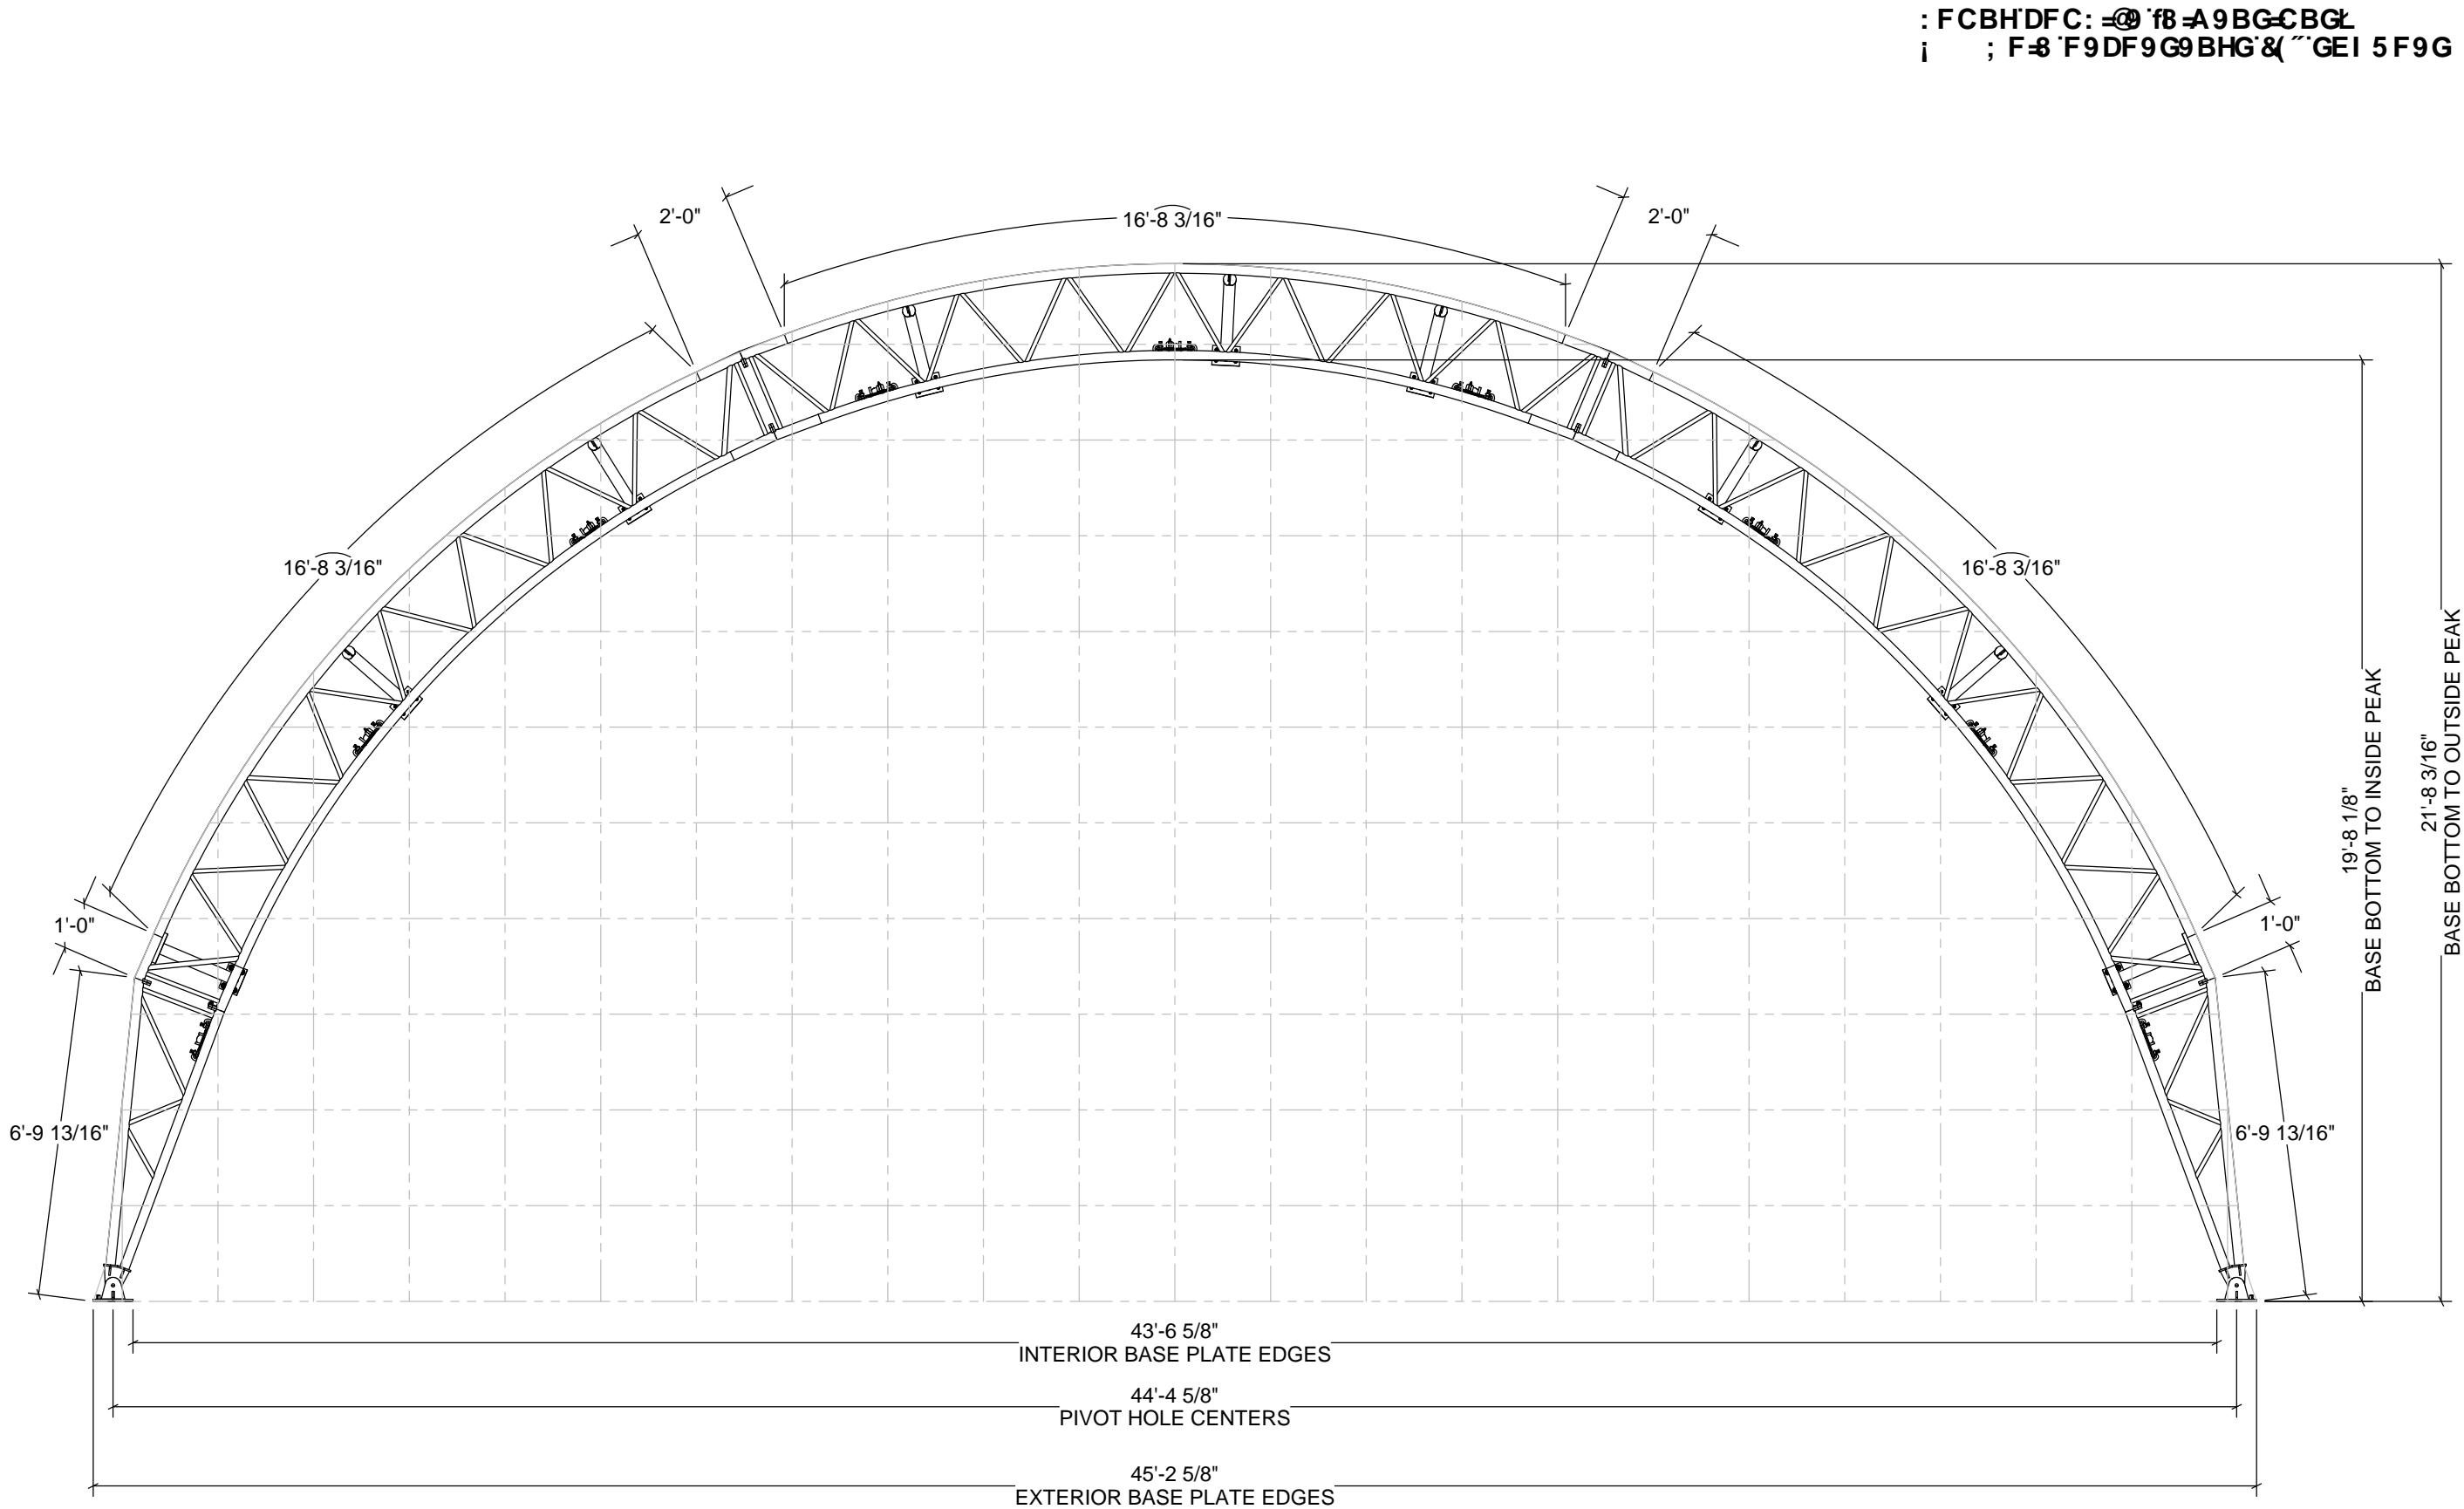 2'-0"
16'-8 3/16"
2'-0"
16'-8 3/16"
16'-8 3/16"
1'-0"
1'-0"
6'-9 13/16"
6'-9 13/16"
19'-8 1/8"
BASE BOTTOM TO INSIDE PEAK
21'-8 3/16"
BASE BOTTOM TO OUTSIDE PEAK
43'-6 5/8"
INTERIOR BASE PLATE EDGES
44'-4 5/8"
PIVOT HOLE CENTERS
45'-2 5/8"
EXTERIOR BASE PLATE EDGES